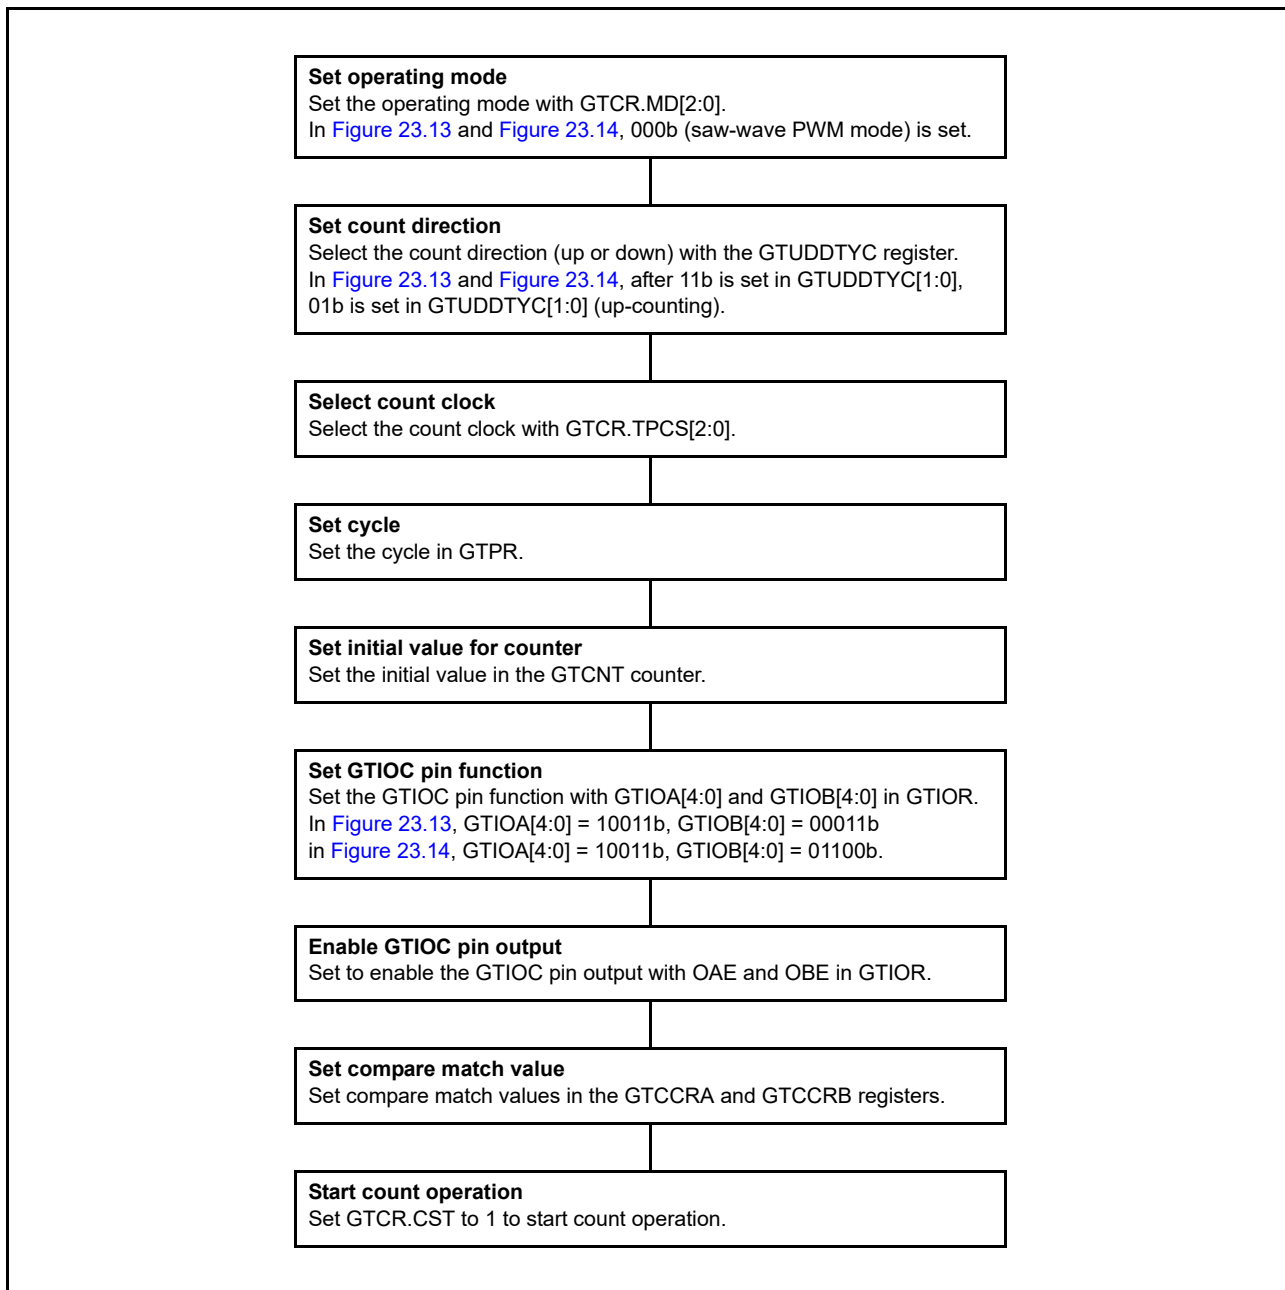 Set operating mode
Set the operating mode with GTCR.MD[2:0].
In Figure 23.13 and Figure 23.14, 000b (saw-wave PWM mode) is set.
Set count direction
Select the count direction (up or down) with the GTUDDTYC register.
In Figure 23.13 and Figure 23.14, after 11b is set in GTUDDTYC[1:0],
01b is set in GTUDDTYC[1:0] (up-counting).
Select count clock
Select the count clock with GTCR.TPCS[2:0].
Set cycle
Set the cycle in GTPR.
Set initial value for counter
Set the initial value in the GTCNT counter.
Set GTIOC pin function
Set the GTIOC pin function with GTIOA[4:0] and GTIOB[4:0] in GTIOR.
In Figure 23.13, GTIOA[4:0] = 10011b, GTIOB[4:0] = 00011b
in Figure 23.14, GTIOA[4:0] = 10011b, GTIOB[4:0] = 01100b.
Enable GTIOC pin output
Set to enable the GTIOC pin output with OAE and OBE in GTIOR.
Set compare match value
Set compare match values in the GTCCRA and GTCCRB registers.
Start count operation
Set GTCR.CST to 1 to start count operation.